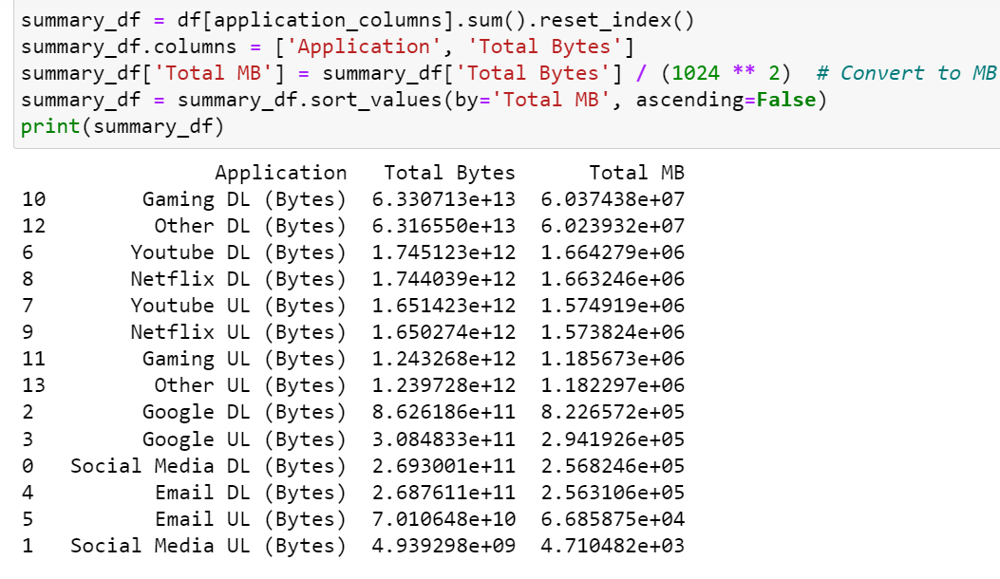 summary_df = df[application_columns].sum().reset_index()
summary_df.columns = ['Application', 'Total Bytes']
summary_df['Total MB'] = summary_df['Total Bytes'] / (1024 ** 2)  # Convert to MB
summary_df = summary_df.sort_values(by='Total MB', ascending=False)
print(summary_df)
Application Total Bytes Total MB
10 Gaming DL (Bytes) 6.330713e+13 6.037438e+07
12 Other DL (Bytes) 6.316550e+13 6.023932e+07
6 Youtube DL (Bytes) 1.745123e+12 1.664279e+06
8 Netflix DL (Bytes) 1.744039e+12 1.663246e+06
7 Youtube UL (Bytes) 1.651423e+12 1.574919e+06
9 Netflix UL (Bytes) 1.650274e+12 1.573824e+06
11 Gaming UL (Bytes) 1.243268e+12 1.185673e+06
13 Other UL (Bytes) 1.239728e+12 1.182297e+06
2 Google DL (Bytes) 8.626186e+11 8.226572e+05
3 Google UL (Bytes) 3.084833e+11 2.941926e+05
0 Social Media DL (Bytes) 2.693001e+11 2.568246e+05
4 Email DL (Bytes) 2.687611e+11 2.563106e+05
5 Email UL (Bytes) 7.010648e+10 6.685875e+04
1 Social Media UL (Bytes) 4.939298e+09 4.710482e+03